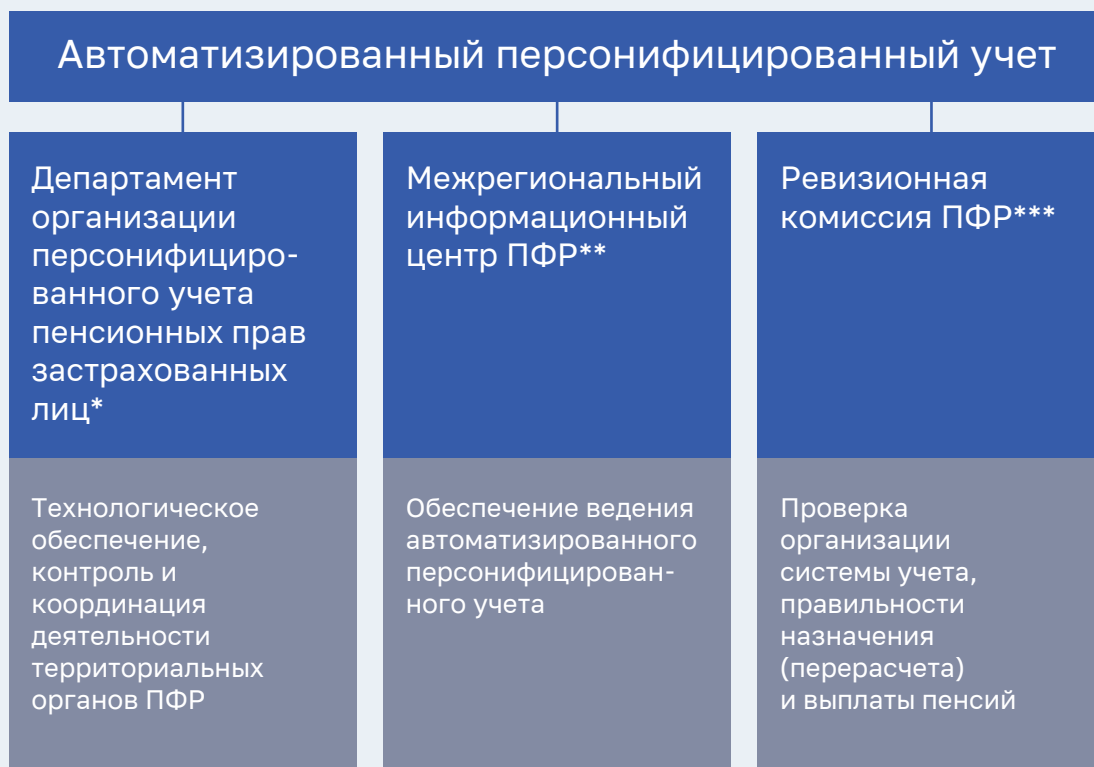 Автоматизированный персонифицированный учет
Департамент
организации
персонифициро-
ванного учета
пенсионных прав
застрахованных
лиц*
Технологическое
обеспечение,
контроль и
координация
деятельности
территориальных
органов ПФР
Межрегиональный
информационный
центр ПФР**
Обеспечение ведения
автоматизированного
персонифицирован-
ного учета
Ревизионная
комиссия ПФР***
Проверка
организации
системы учета,
правильности
назначения
(перерасчета)
и выплаты пенсий